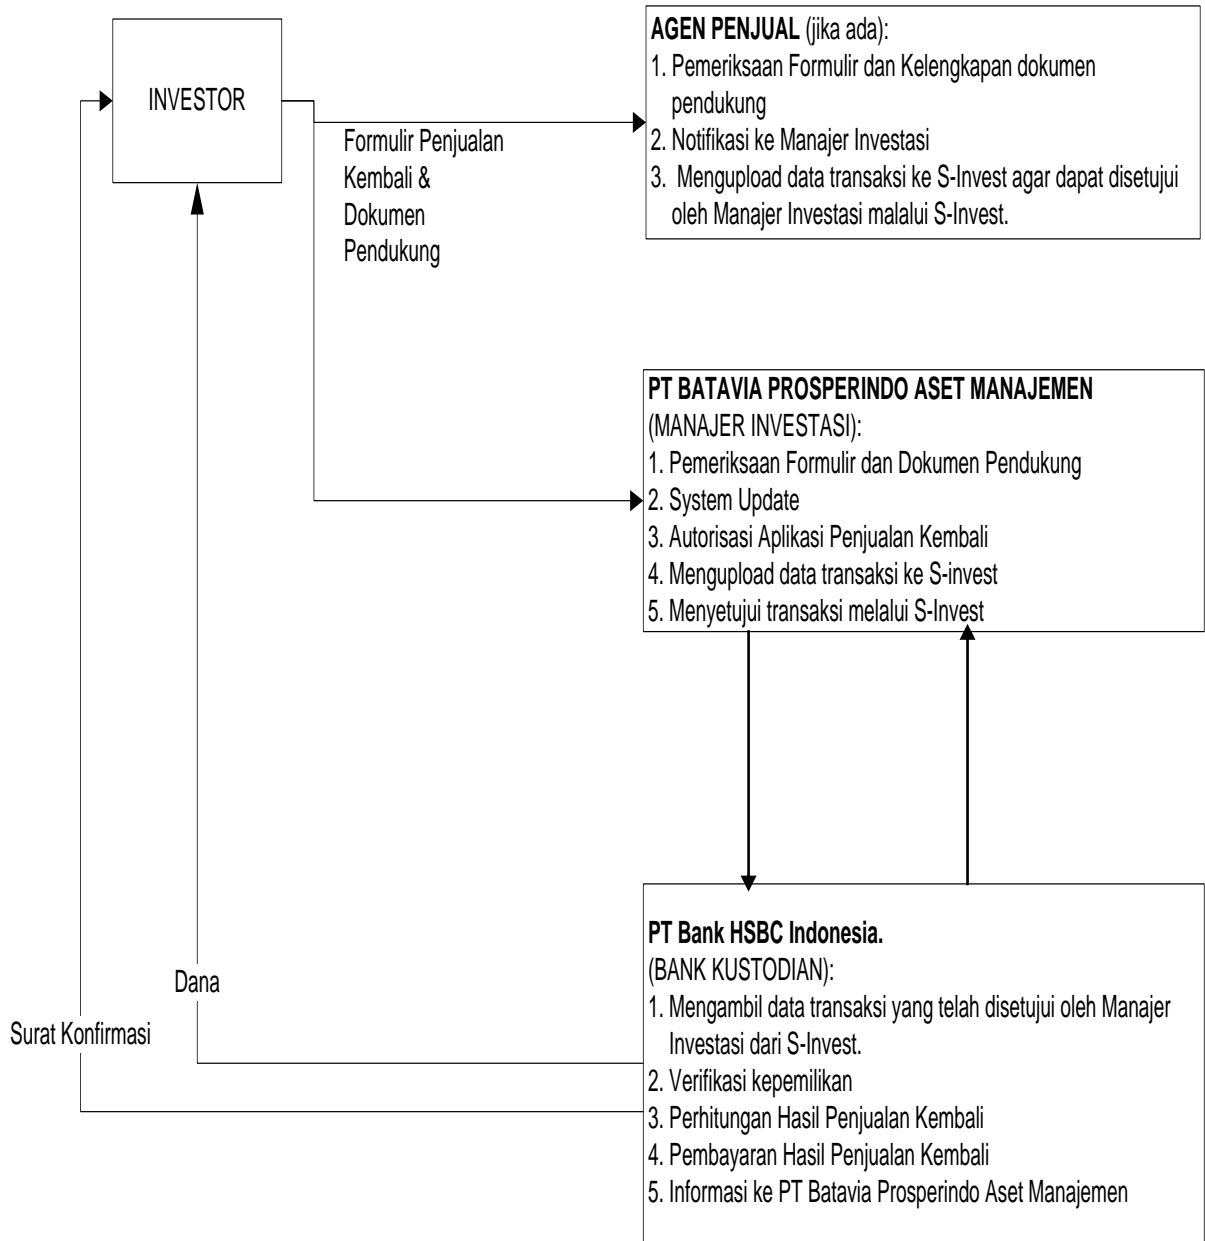 INVESTOR
Formulir Penjualan
Kembali &
Dokumen
Pendukung
AGEN PENJUAL (jika ada):
1. Pemeriksaan Formulir dan Kelengkapan dokumen
pendukung
2. Notifikasi ke Manajer Investasi
3. Mengupload data transaksi ke S-Invest agar dapat disetujui
oleh Manajer Investasi malalui S-Invest.
PT BATAVIA PROSPERINDO ASET MANAJEMEN
(MANAJER INVESTASI):
1. Pemeriksaan Formulir dan Dokumen Pendukung
2. System Update
3. Autorisasi Aplikasi Penjualan Kembali
4. Mengupload data transaksi ke S-invest
5. Menyetujui transaksi melalui S-Invest
PT Bank HSBC Indonesia.
(BANK KUSTODIAN):
1. Mengambil data transaksi yang telah disetujui oleh Manajer
Investasi dari S-Invest.
2. Verifikasi kepemilikan
3. Perhitungan Hasil Penjualan Kembali
4. Pembayaran Hasil Penjualan Kembali
5. Informasi ke PT Batavia Prosperindo Aset Manajemen
Dana
Surat Konfirmasi